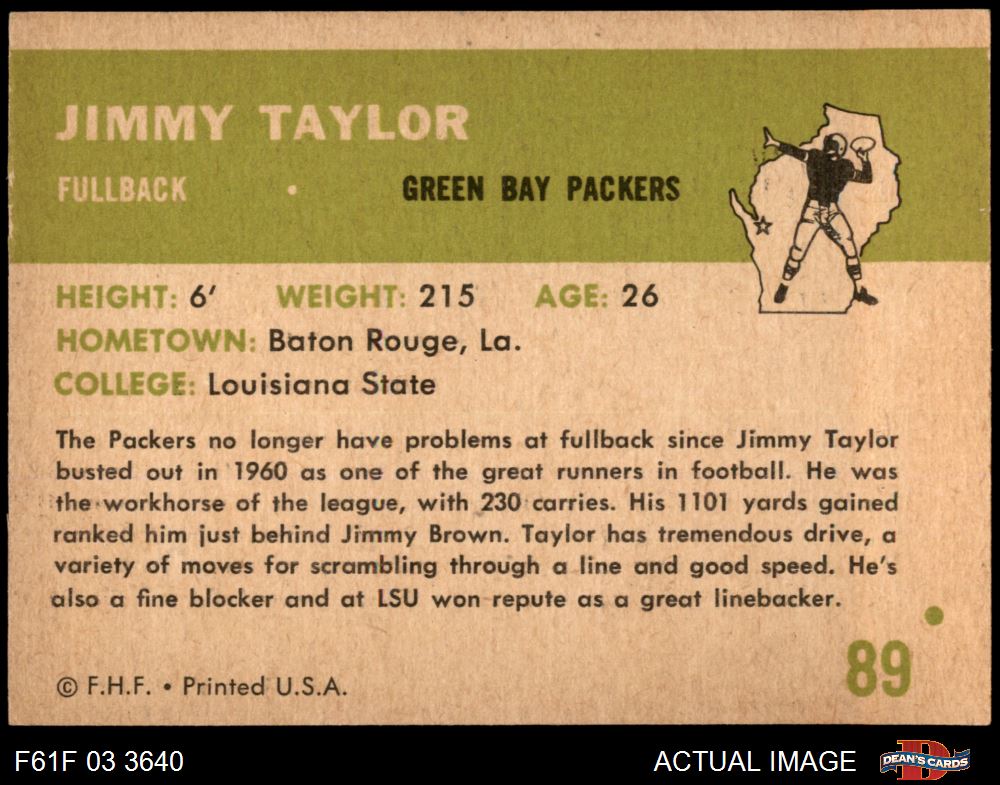 JIMMY TAYLOR
FULLBACK • GREEN BAY PACKERS
HEIGHT: 6' WEIGHT: 215 AGE: 26
HOMETOWN: Baton Rouge, La.
COLLEGE: Louisiana State
The Packers no longer have problems at fullback since Jimmy Taylor
busted out in 1960 as one of the great runners in football. He was
the workhorse of the league, with 230 carries. His 1101 yards gained
ranked him just behind Jimmy Brown. Taylor has tremendous drive, a
variety of moves for scrambling through a line and good speed. He's
also a fine blocker and at LSU won repute as a great linebacker.
89
© F.H.F. • Printed U.S.A.
F61F 03 3640 ACTUAL IMAGE DEAN'S CARDS